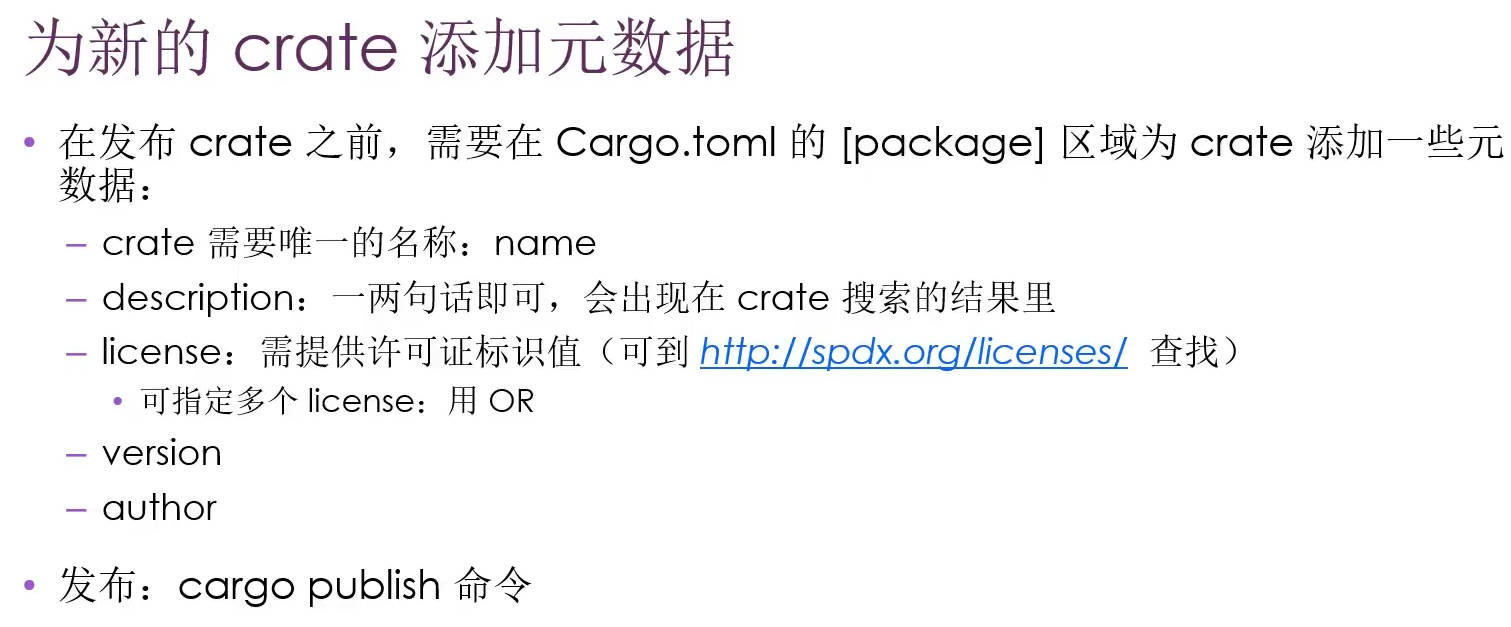 为新的 crate 添加元数据
• 在发布 crate 之前，需要在 Cargo.toml 的 [package] 区域为 crate 添加一些元
数据：
– crate 需要唯一的名称：name
– description：一两句话即可，会出现在 crate 搜索的结果里
– license：需提供许可证标识值（可到 http://spdx.org/licenses/ 查找）
• 可指定多个 license：用 OR
– version
– author
• 发布：cargo publish 命令